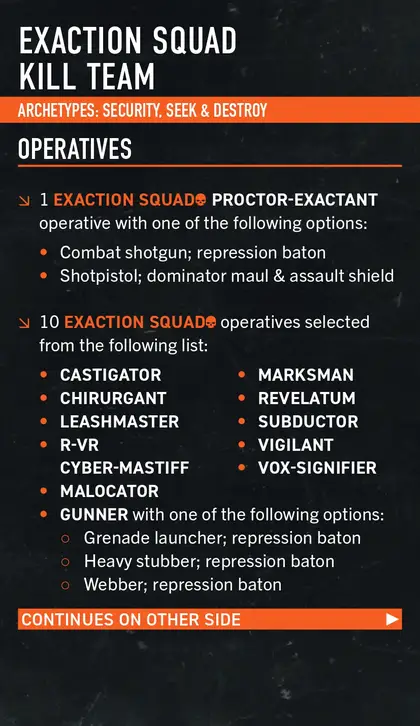 EXACTION SQUAD
KILL TEAM
ARCHETYPES: SECURITY, SEEK & DESTROY
OPERATIVES
↘ 1 EXACTION SQUAD💀 PROCTOR-EXACTANT
operative with one of the following options:
• Combat shotgun; repression baton
• Shotpistol; dominator maul & assault shield
↘ 10 EXACTION SQUAD💀 operatives selected
from the following list:
• CASTIGATOR
• CHIRURGANT
• LEASHMASTER
• R-VR
CYBER-MASTIFF
• MALOCATOR
• MARKSMAN
• REVELATUM
• SUBDUCTOR
• VIGILANT
• VOX-SIGNIFIER
• GUNNER with one of the following options:
○ Grenade launcher; repression baton
○ Heavy stubber; repression baton
○ Webber; repression baton
CONTINUES ON OTHER SIDE ▶